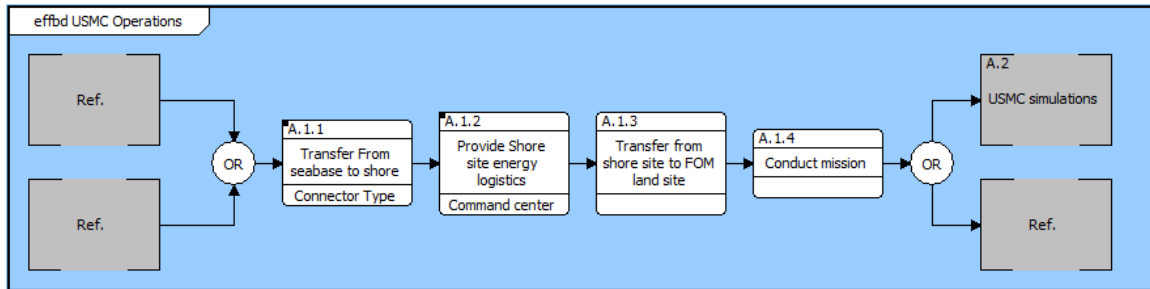 effbd USMC Operations
Ref.
Ref.
OR
A.1.1
Transfer From
seabase to shore
Connector Type
A.1.2
Provide Shore
site energy
logistics
Command center
A.1.3
Transfer from
shore site to FOM
land site
A.1.4
Conduct mission
OR
A.2
USMC simulations
Ref.